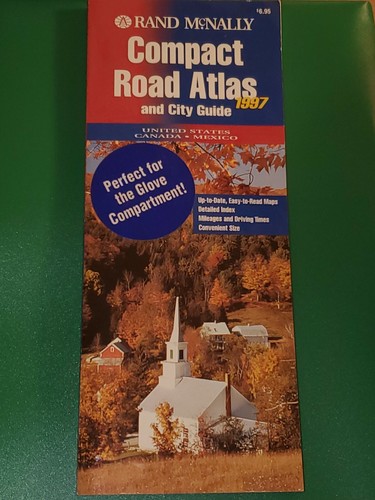 $6.95
RAND McNALLY
Compact
Road Atlas
1997
and City Guide
UNITED STATES
CANADA • MEXICO
Perfect for
the Glove
Compartment!
Up-to-Date, Easy-to-Read Maps
Detailed Index
Mileages and Driving Times
Convenient Size